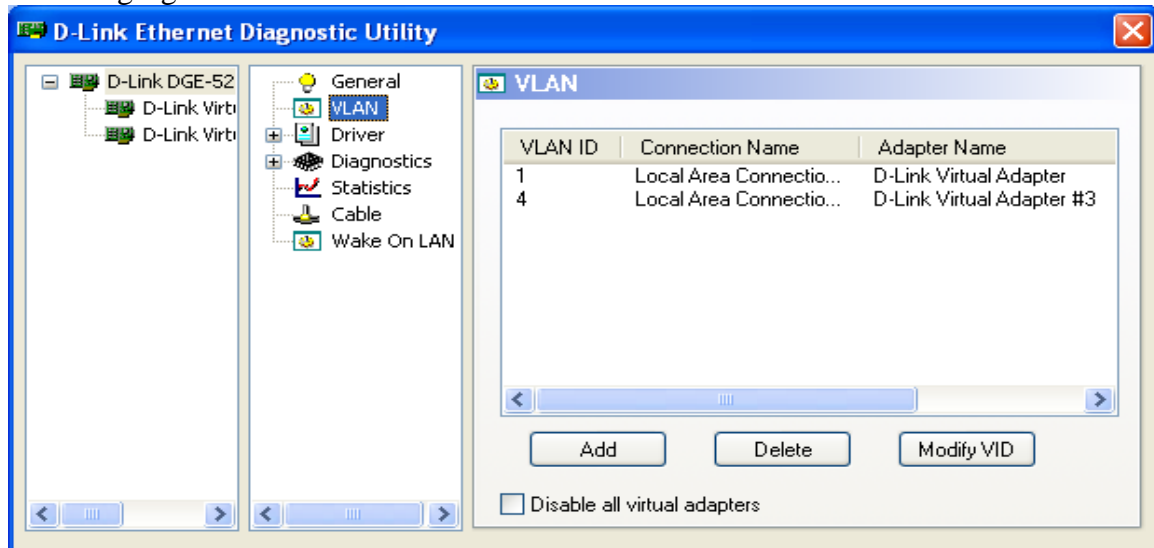 D-Link Ethernet Diagnostic Utility
D-Link DGE-52
D-Link Virt
D-Link Virt
General
VLAN
Driver
Diagnostics
Statistics
Cable
Wake On LAN
VLAN
VLAN ID Connection Name Adapter Name
1 Local Area Connectio... D-Link Virtual Adapter
4 Local Area Connectio... D-Link Virtual Adapter #3
Add Delete Modify VID
Disable all virtual adapters